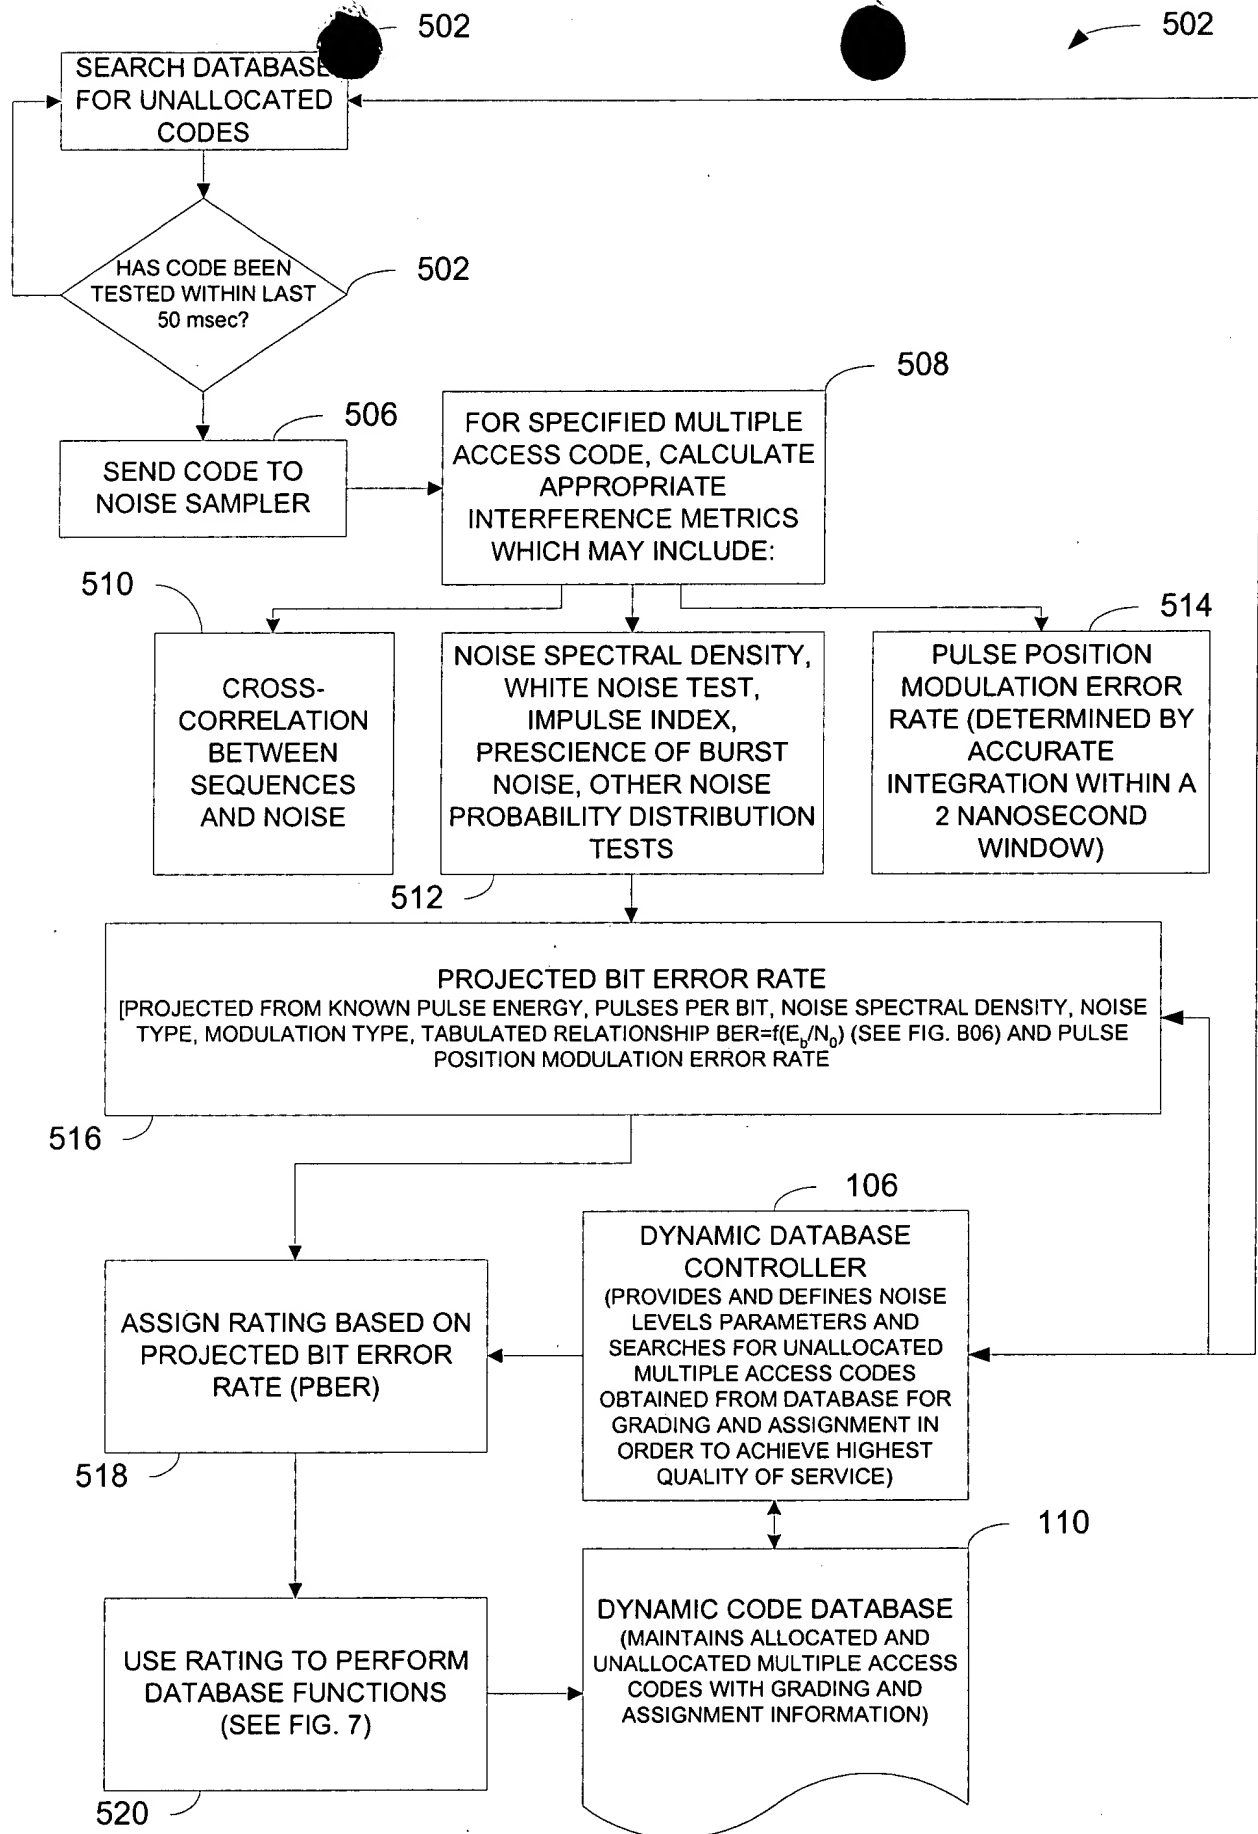 502
502
SEARCH DATABASE
FOR UNALLOCATED
CODES
HAS CODE BEEN
TESTED WITHIN LAST
50 msec?
502
506
SEND CODE TO
NOISE SAMPLER
508
FOR SPECIFIED MULTIPLE
ACCESS CODE, CALCULATE
APPROPRIATE
INTERFERENCE METRICS
WHICH MAY INCLUDE:
510
CROSS-
CORRELATION
BETWEEN
SEQUENCES
AND NOISE
NOISE SPECTRAL DENSITY,
WHITE NOISE TEST,
IMPULSE INDEX,
PRESCIENCE OF BURST
NOISE, OTHER NOISE
PROBABILITY DISTRIBUTION
TESTS
512
514
PULSE POSITION
MODULATION ERROR
RATE (DETERMINED BY
ACCURATE
INTEGRATION WITHIN A
2 NANOSECOND
WINDOW)
PROJECTED BIT ERROR RATE
[PROJECTED FROM KNOWN PULSE ENERGY, PULSES PER BIT, NOISE SPECTRAL DENSITY, NOISE
TYPE, MODULATION TYPE, TABULATED RELATIONSHIP BER=f(Eb/N0) (SEE FIG. B06) AND PULSE
POSITION MODULATION ERROR RATE
516
106
DYNAMIC DATABASE
CONTROLLER
(PROVIDES AND DEFINES NOISE
LEVELS PARAMETERS AND
SEARCHES FOR UNALLOCATED
MULTIPLE ACCESS CODES
OBTAINED FROM DATABASE FOR
GRADING AND ASSIGNMENT IN
ORDER TO ACHIEVE HIGHEST
QUALITY OF SERVICE)
ASSIGN RATING BASED ON
PROJECTED BIT ERROR
RATE (PBER)
518
110
DYNAMIC CODE DATABASE
(MAINTAINS ALLOCATED AND
UNALLOCATED MULTIPLE ACCESS
CODES WITH GRADING AND
ASSIGNMENT INFORMATION)
USE RATING TO PERFORM
DATABASE FUNCTIONS
(SEE FIG. 7)
520